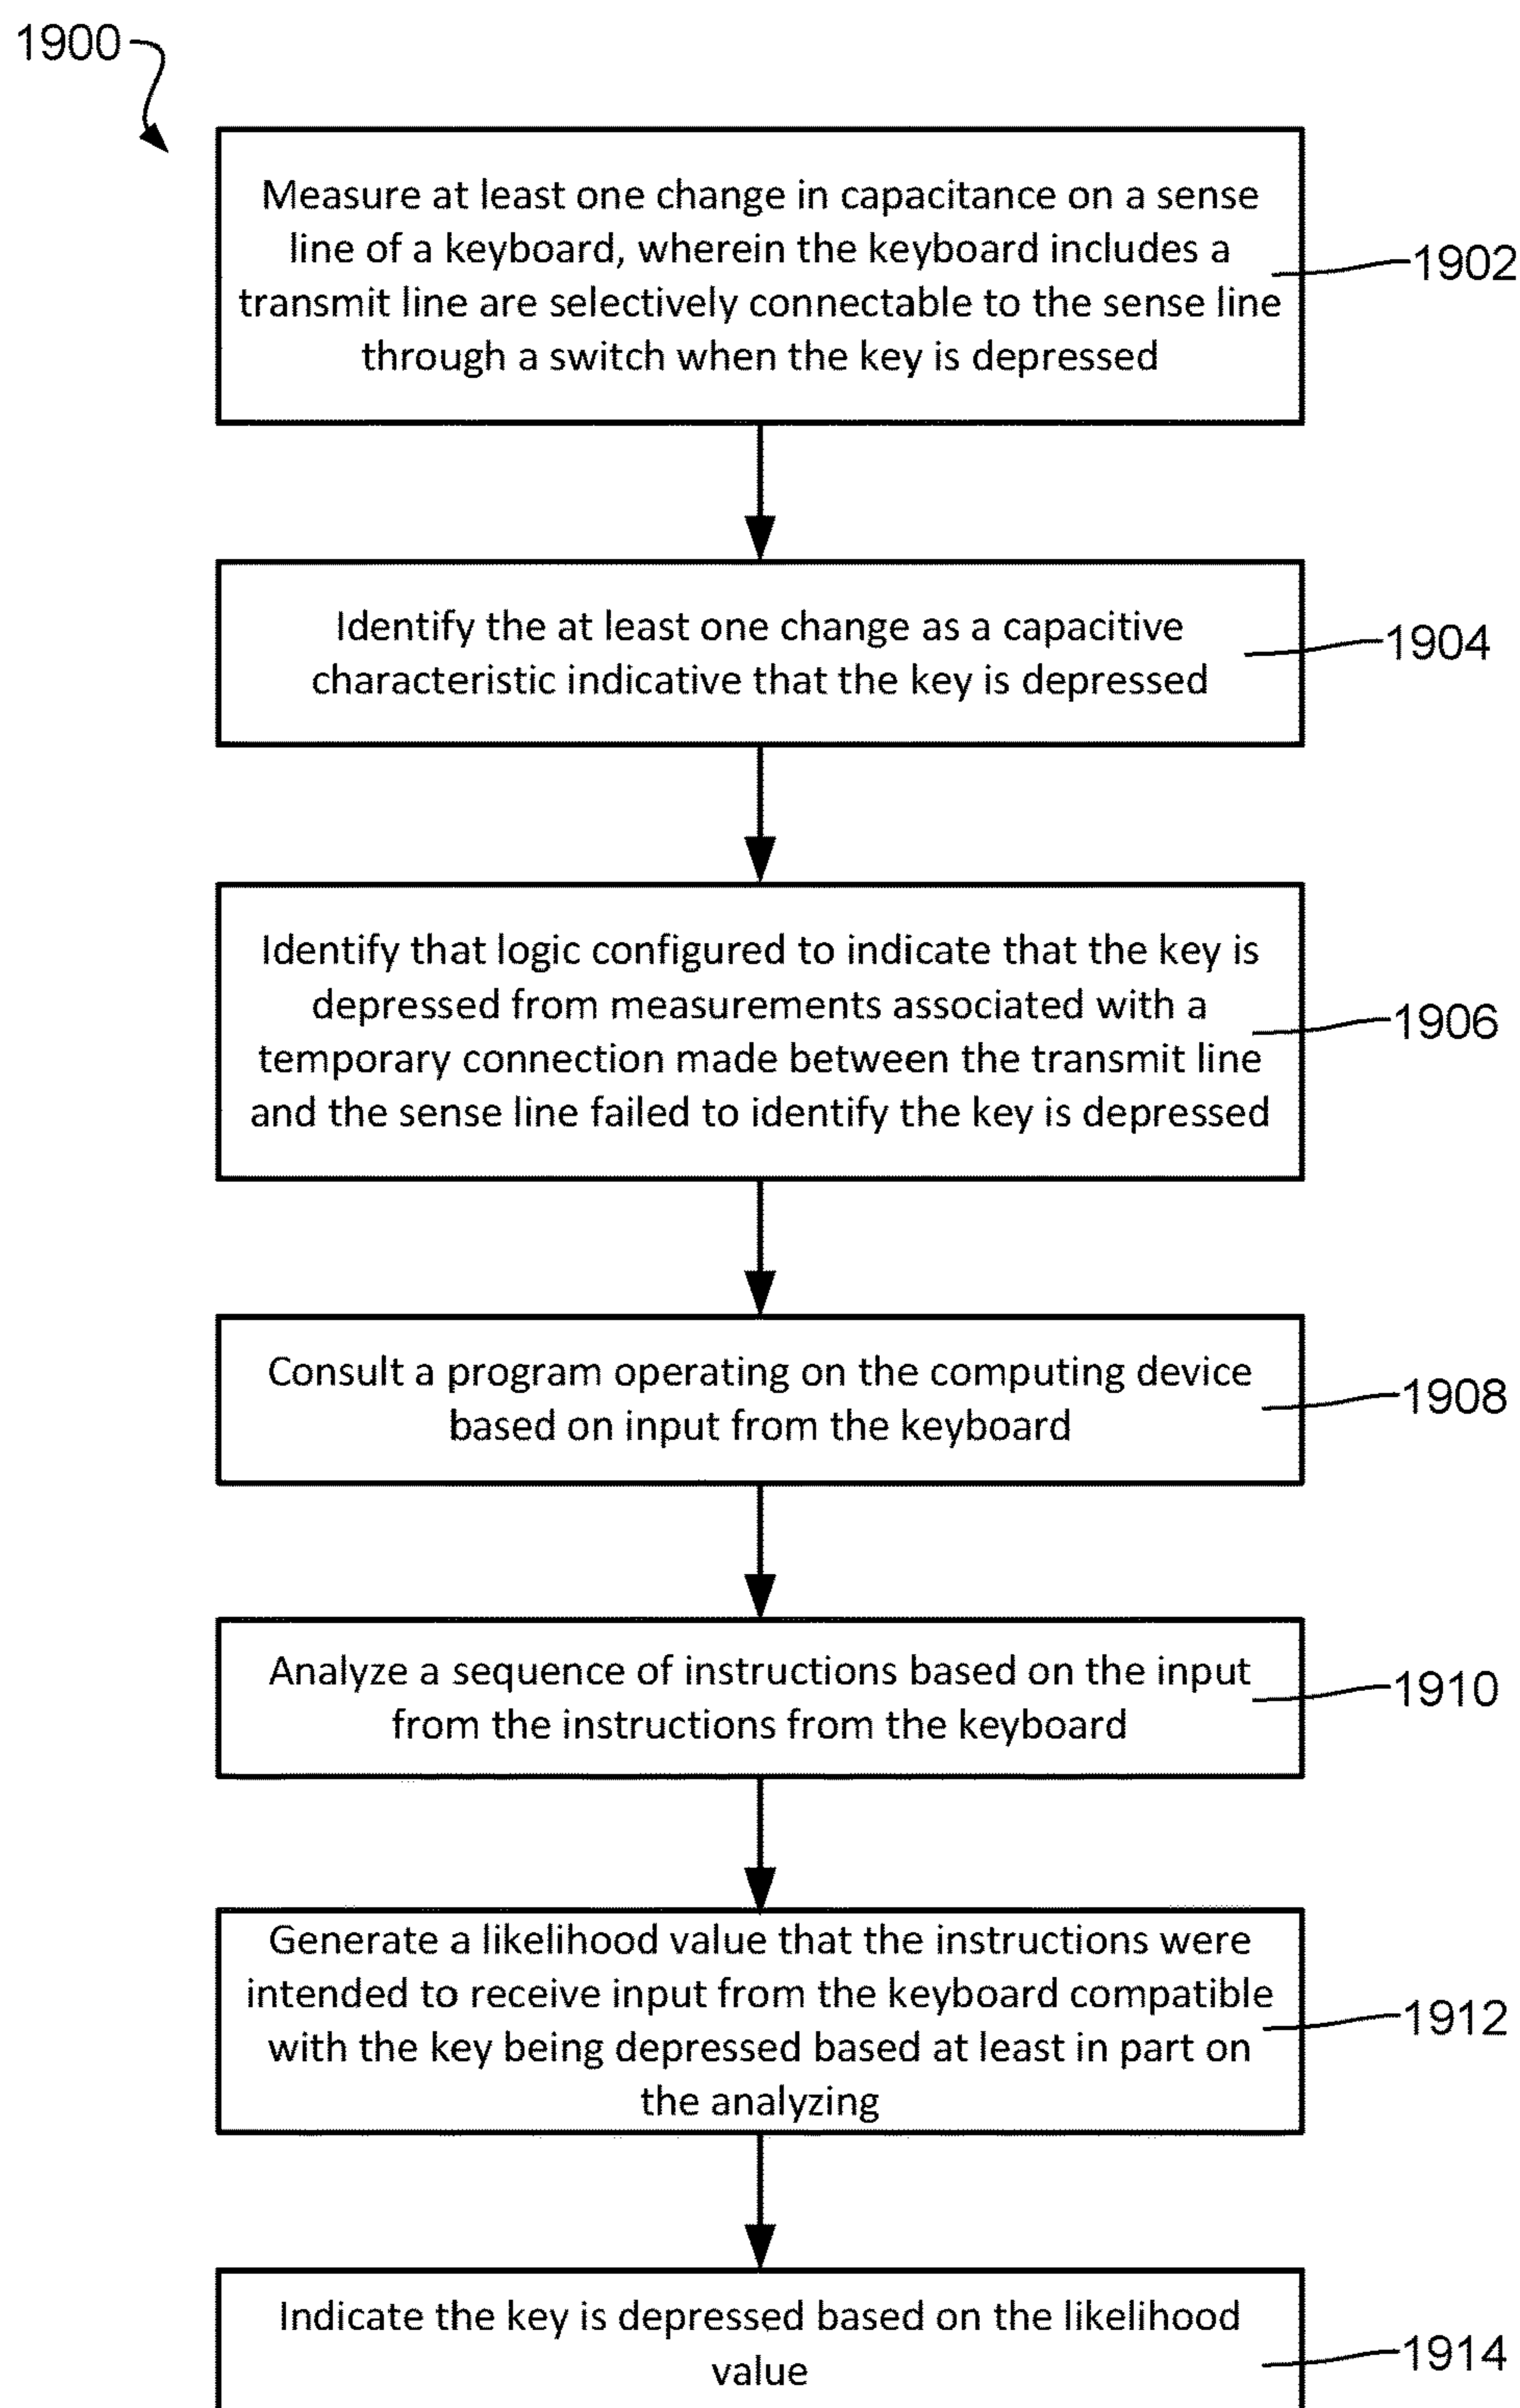 1900
Measure at least one change in capacitance on a sense
line of a keyboard, wherein the keyboard includes a
transmit line are selectively connectable to the sense line
through a switch when the key is depressed
1902
Identify the at least one change as a capacitive
characteristic indicative that the key is depressed
1904
Identify that logic configured to indicate that the key is
depressed from measurements associated with a
temporary connection made between the transmit line
and the sense line failed to identify the key is depressed
1906
Consult a program operating on the computing device
based on input from the keyboard
1908
Analyze a sequence of instructions based on the input
from the instructions from the keyboard
1910
Generate a likelihood value that the instructions were
intended to receive input from the keyboard compatible
with the key being depressed based at least in part on
the analyzing
1912
Indicate the key is depressed based on the likelihood
value
1914